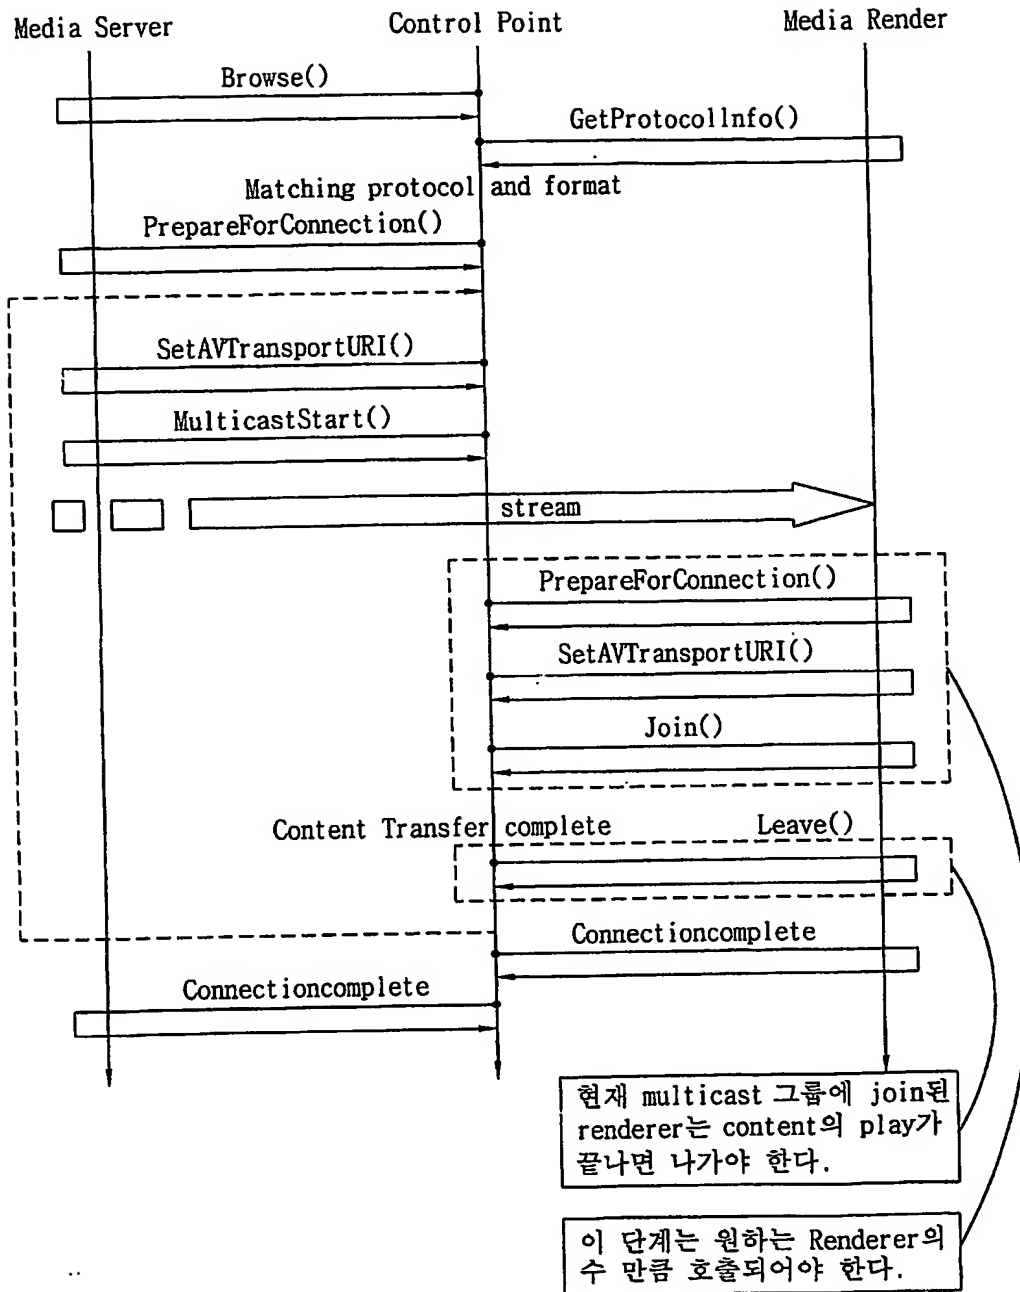 Media Server
Control Point
Media Render
Browse()
GetProtocolInfo()
Matching protocol and format
PrepareForConnection()
SetAVTransportURI()
MulticastStart()
stream
PrepareForConnection()
SetAVTransportURI()
Join()
Content Transfer complete
Leave()
Connectioncomplete
Connectioncomplete
현재 multicast 그룹에 join된
renderer는 content의 play가
끝나면 나가야 한다.
이 단계는 원하는 Renderer의
수 만큼 호출되어야 한다.